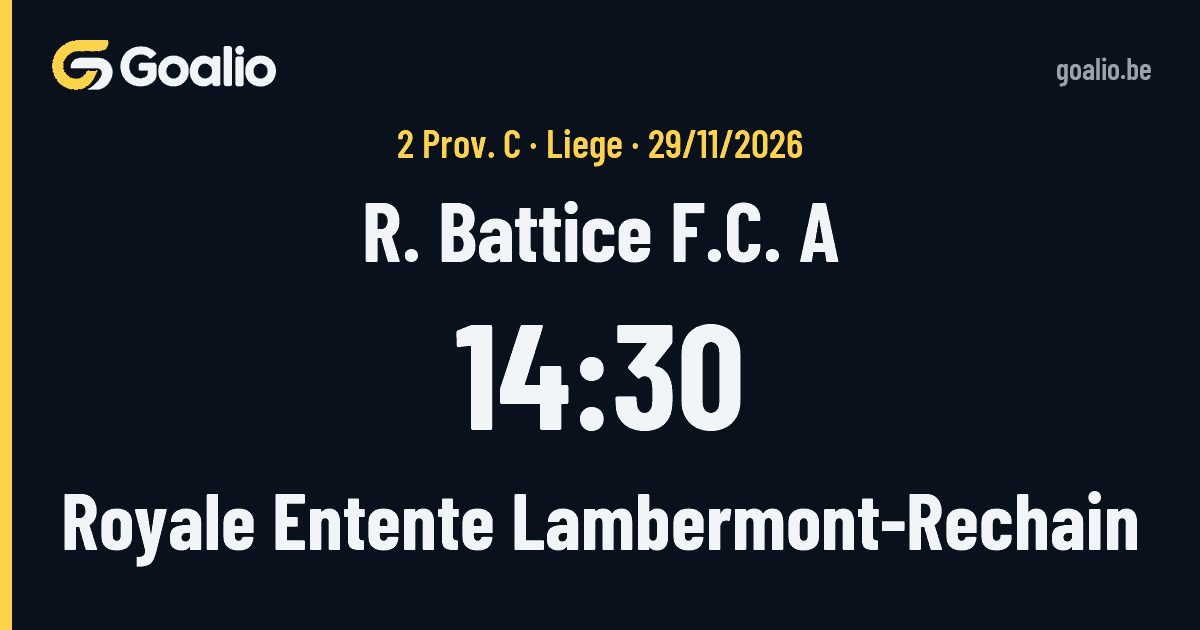 Goalio
goalio.be
2 Prov. C · Liege · 29/11/2026
R. Battice F.C. A
14:30
Royale Entente Lambermont-Rechain